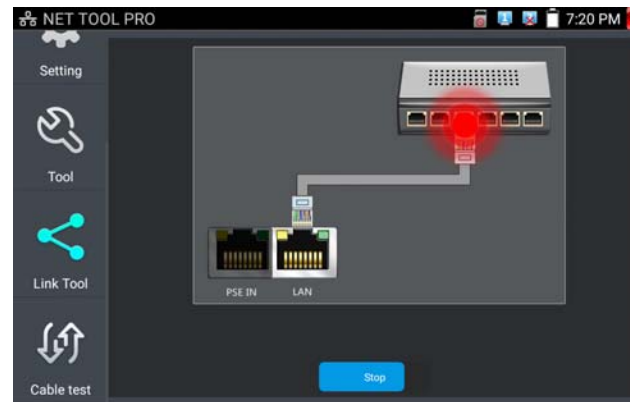 NET TOOL PRO
7:20 PM
Setting
Tool
Link Tool
Cable test
PSE IN
LAN
Stop